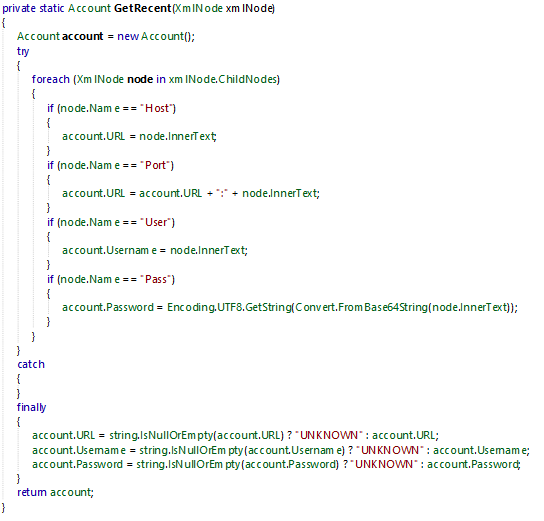 private static Account GetRecent(XmlNode xmlNode)
{
Account account = new Account();
try
{
foreach (XmlNode node in xmlNode.ChildNodes)
{
if (node.Name == "Host")
{
account.URL = node.InnerText;
}
if (node.Name == "Port")
{
account.URL = account.URL + ":" + node.InnerText;
}
if (node.Name == "User")
{
account.Username = node.InnerText;
}
if (node.Name == "Pass")
{
account.Password = Encoding.UTF8.GetString(Convert.FromBase64String(node.InnerText));
}
}
}
catch
{
}
finally
{
account.URL = string.IsNullOrEmpty(account.URL) ? "UNKNOWN" : account.URL;
account.Username = string.IsNullOrEmpty(account.Username) ? "UNKNOWN" : account.Username;
account.Password = string.IsNullOrEmpty(account.Password) ? "UNKNOWN" : account.Password;
}
return account;
}